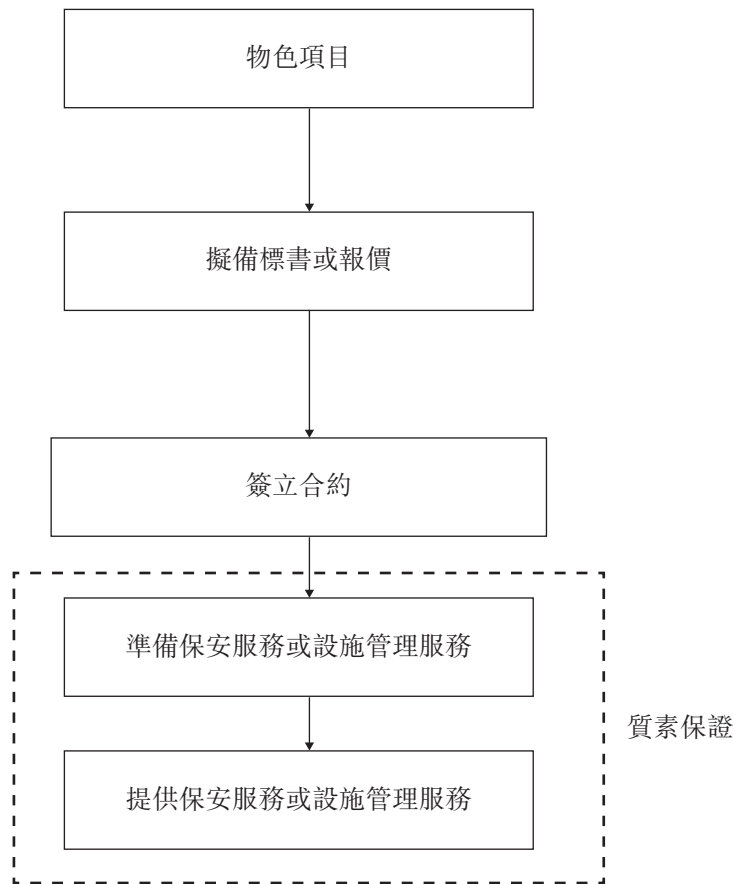 物色項目
擬備標書或報價
簽立合約
準備保安服務或設施管理服務
質素保證
提供保安服務或設施管理服務